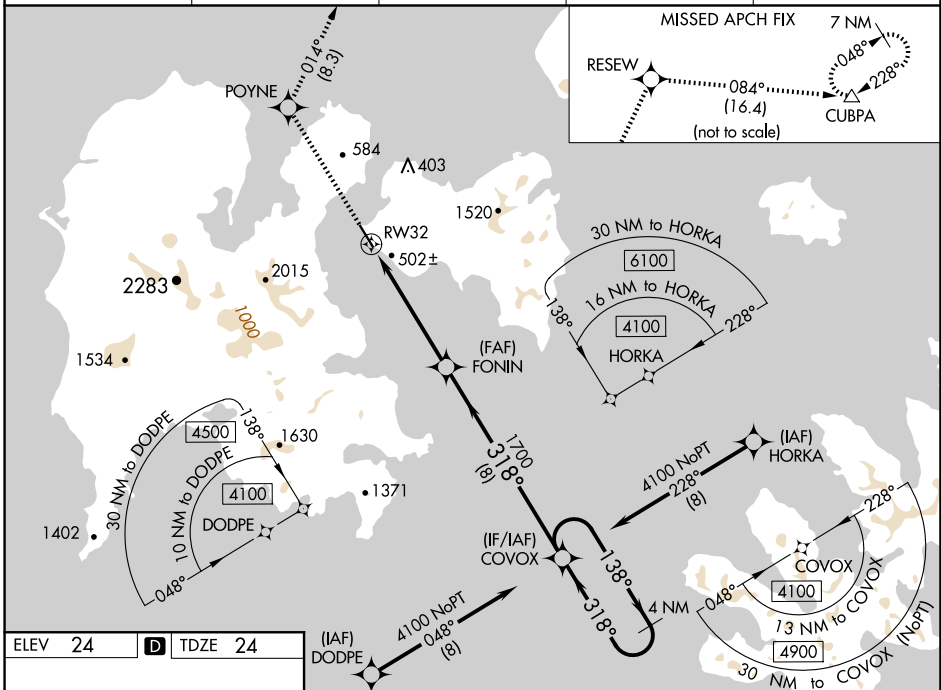 MISSED APCH FIX
7 NM
RESEW
048°
228°
084°
(16.4)
CUBPA
(not to scale)
014°
(8.3)
POYNE
584
403
1520
RW32
502±
2283
2015
1000
1534
30 NM to HORKA
6100
16 NM to HORKA
4100
138°
228°
HORKA
(FAF)
FONIN
1700
318°
(8)
30 NM to DODPE
4500
138°
10 NM to DODPE
4100
DODPE
048°
1630
1371
1402
(IAF)
HORKA
4100 NoPT
228°
(8)
(IF/IAF)
COVOX
138°
318°
4 NM
228°
COVOX
048°
4100
13 NM to COVOX
4900
30 NM to COVOX (NoPT)
4100 NoPT
048°
(8)
(IAF)
DODPE
ELEV 24 D TDZE 24